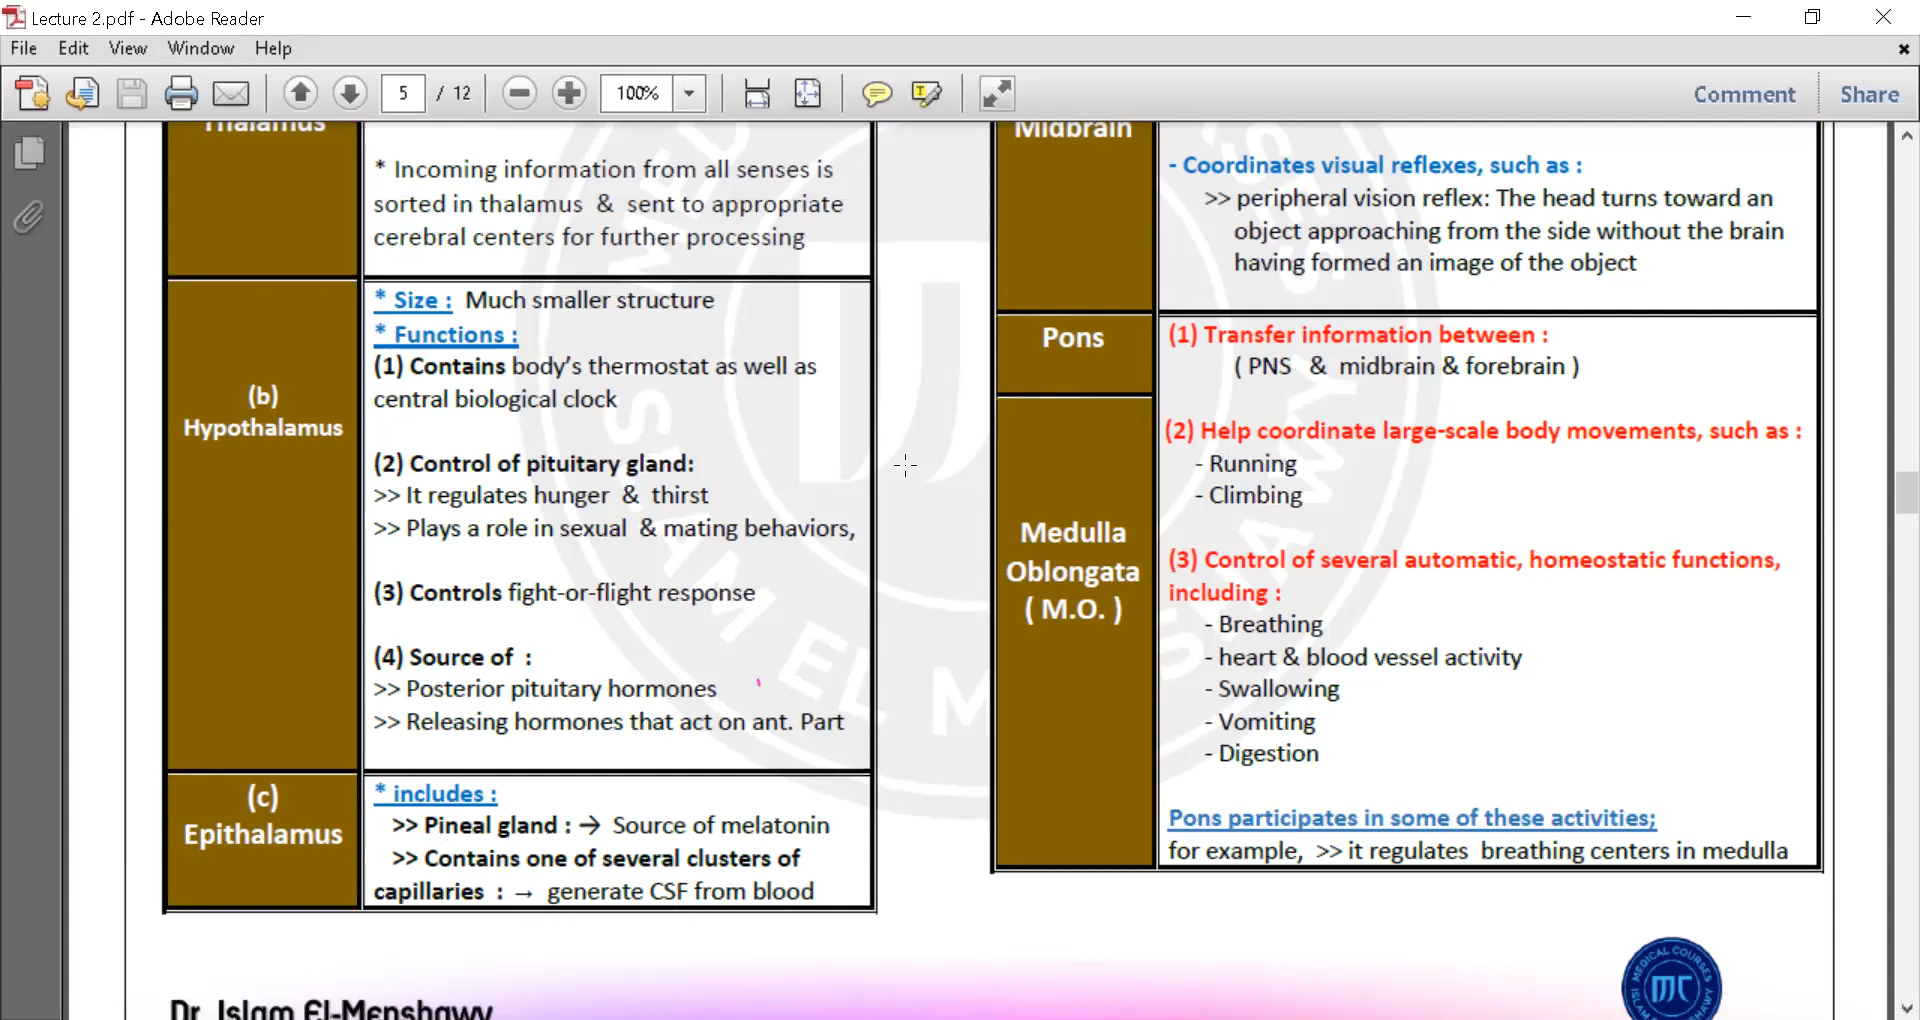 Lecture 2.pdf - Adobe Reader
File Edit View Window Help
5 / 12 100% Comment Share
Thalamus
* Incoming information from all senses is
sorted in thalamus & sent to appropriate
cerebral centers for further processing
(b)
Hypothalamus
* Size : Much smaller structure
* Functions :
(1) Contains body's thermostat as well as
central biological clock
(2) Control of pituitary gland:
>> It regulates hunger & thirst
>> Plays a role in sexual & mating behaviors,
(3) Controls fight-or-flight response
(4) Source of :
>> Posterior pituitary hormones
>> Releasing hormones that act on ant. Part
(c)
Epithalamus
* includes :
>> Pineal gland : → Source of melatonin
>> Contains one of several clusters of
capillaries : → generate CSF from blood
Midbrain
- Coordinates visual reflexes, such as :
>> peripheral vision reflex: The head turns toward an
object approaching from the side without the brain
having formed an image of the object
Pons
(1) Transfer information between :
( PNS & midbrain & forebrain )
Medulla
Oblongata
( M.O. )
(2) Help coordinate large-scale body movements, such as :
- Running
- Climbing
(3) Control of several automatic, homeostatic functions,
including :
- Breathing
- heart & blood vessel activity
- Swallowing
- Vomiting
- Digestion
Pons participates in some of these activities;
for example, >> it regulates breathing centers in medulla
Dr. Islam El-Menshawy
MEDICAL COURSES
MC